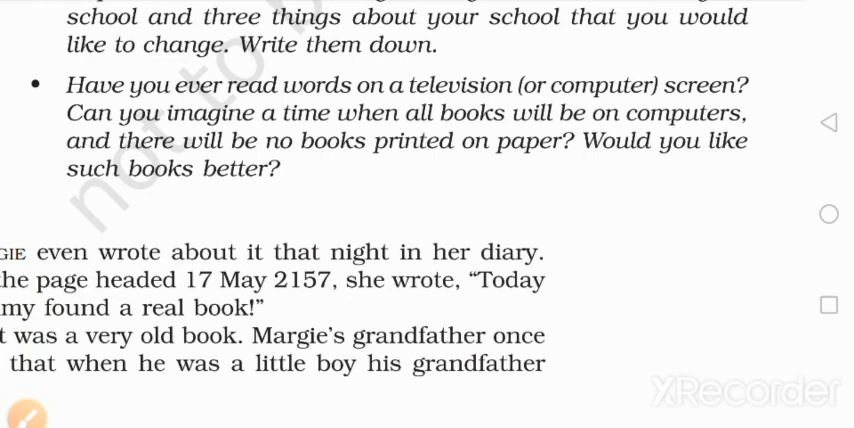 school and three things about your school that you would
like to change. Write them down.
• Have you ever read words on a television (or computer) screen?
Can you imagine a time when all books will be on computers,
and there will be no books printed on paper? Would you like
such books better?
not to b
GIE even wrote about it that night in her diary.
the page headed 17 May 2157, she wrote, “Today
my found a real book!”
t was a very old book. Margie’s grandfather once
that when he was a little boy his grandfather
XRecorder